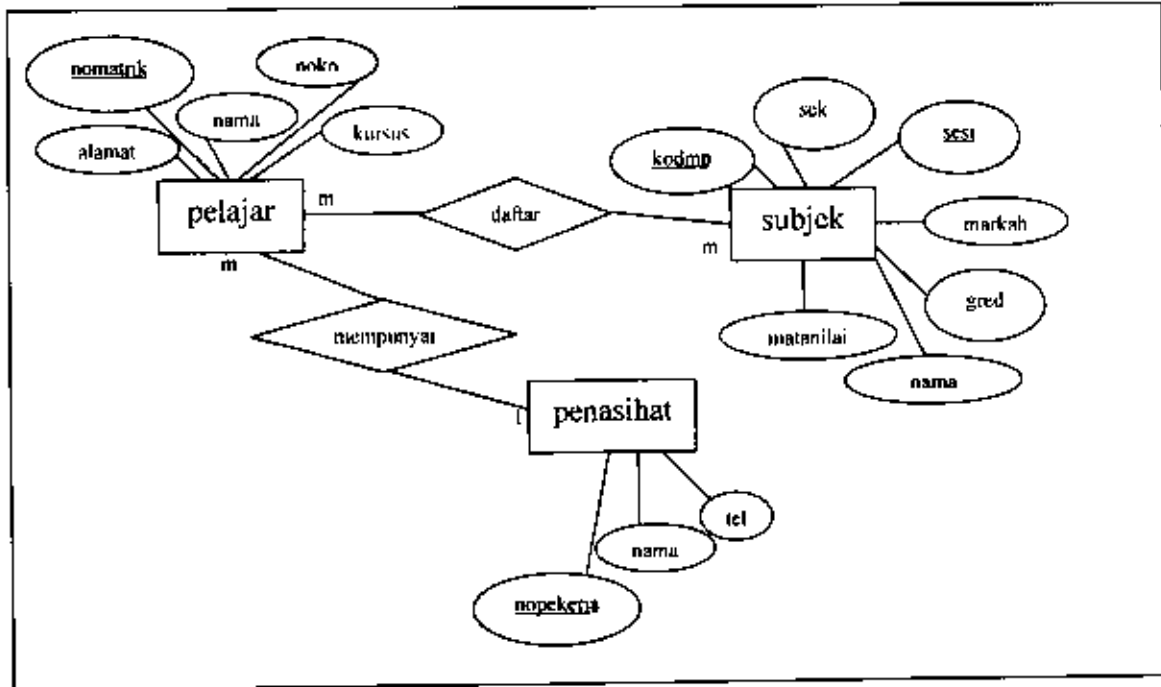 nomatrik
noko
nama
alamat
kursus
pelajar
m
m
daftar
m
sek
sesi
kodmp
subjek
markah
gred
nama
matanilai
mempunyai
1
penasihat
tel
nama
nopekerja